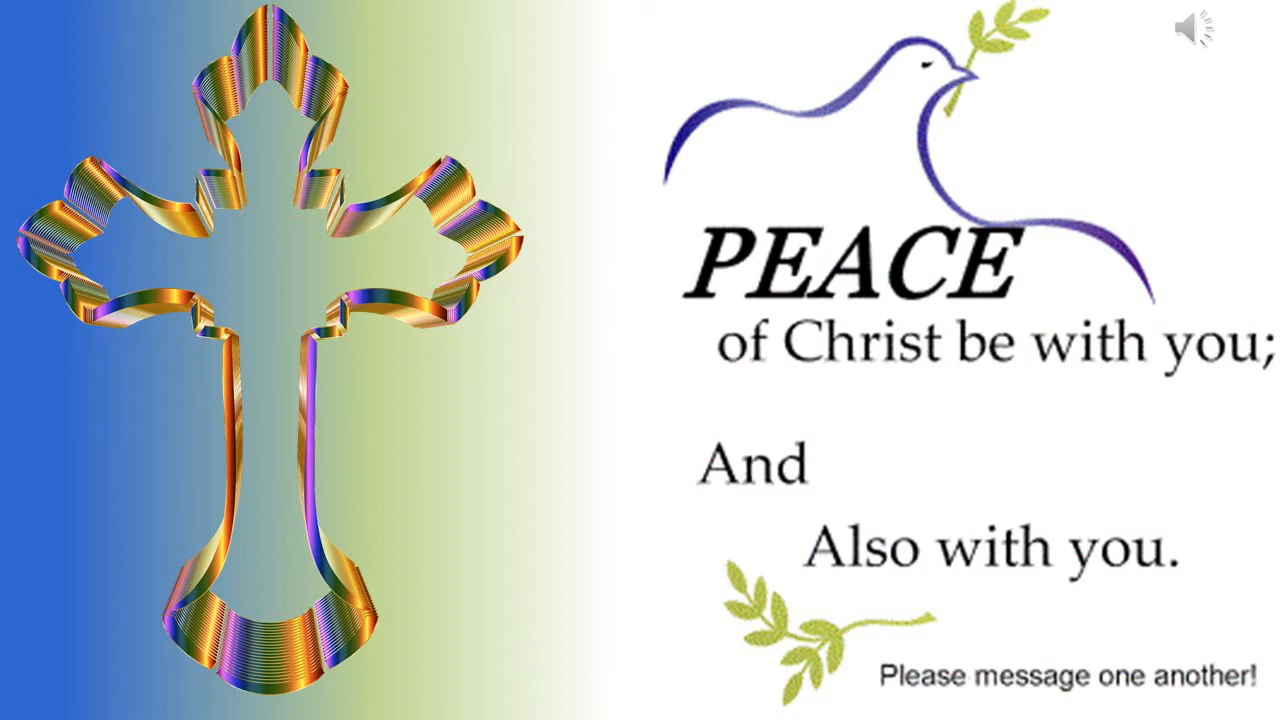 PEACE
of Christ be with you;
And
Also with you.
Please message one another!